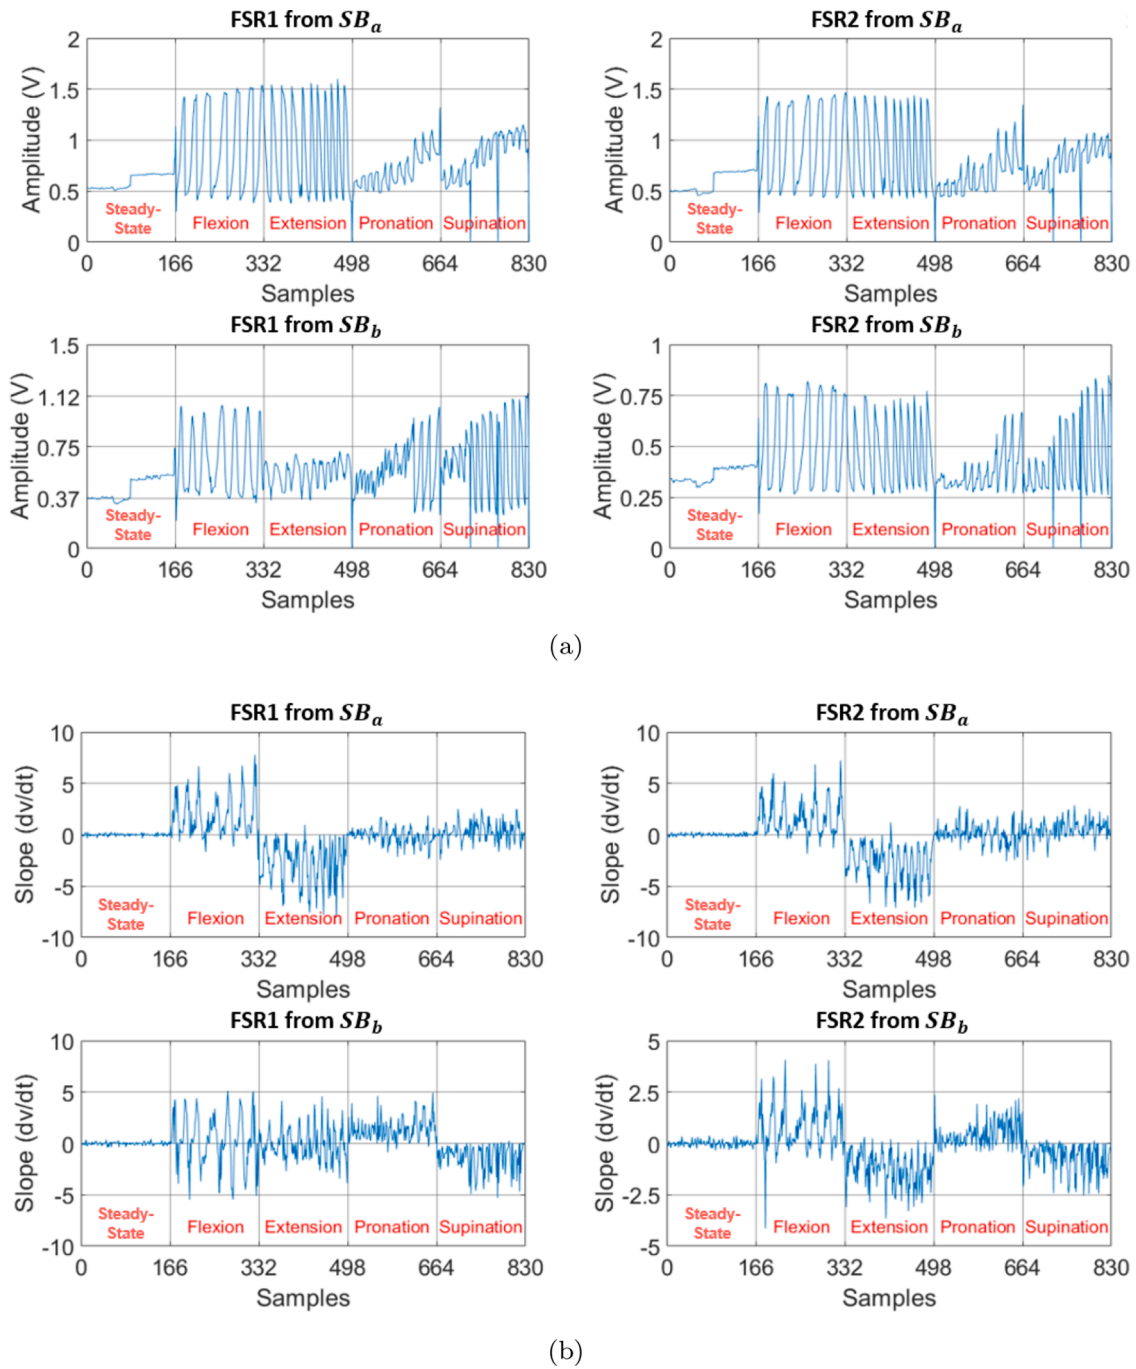 FSR1 from SB_a
FSR2 from SB_a
2
1.5
1
0.5
0
Amplitude (V)
Steady-
State
Flexion
Extension
Pronation
Supination
0 166 332 498 664 830
Samples
2
1.5
1
0.5
0
Amplitude (V)
Steady-
State
Flexion
Extension
Pronation
Supination
0 166 332 498 664 830
Samples
FSR1 from SB_b
FSR2 from SB_b
1.5
1.12
0.75
0.37
0
Amplitude (V)
Steady-
State
Flexion
Extension
Pronation
Supination
0 166 332 498 664 830
Samples
1
0.75
0.5
0.25
0
Amplitude (V)
Steady-
State
Flexion
Extension
Pronation
Supination
0 166 332 498 664 830
Samples
(a)
FSR1 from SB_a
FSR2 from SB_a
10
5
0
-5
-10
Slope (dv/dt)
Steady-
State
Flexion
Extension
Pronation
Supination
0 166 332 498 664 830
Samples
10
5
0
-5
-10
Slope (dv/dt)
Steady-
State
Flexion
Extension
Pronation
Supination
0 166 332 498 664 830
Samples
FSR1 from SB_b
FSR2 from SB_b
10
5
0
-5
-10
Slope (dv/dt)
Steady-
State
Flexion
Extension
Pronation
Supination
0 166 332 498 664 830
Samples
5
2.5
0
-2.5
-5
Slope (dv/dt)
Steady-
State
Flexion
Extension
Pronation
Supination
0 166 332 498 664 830
Samples
(b)